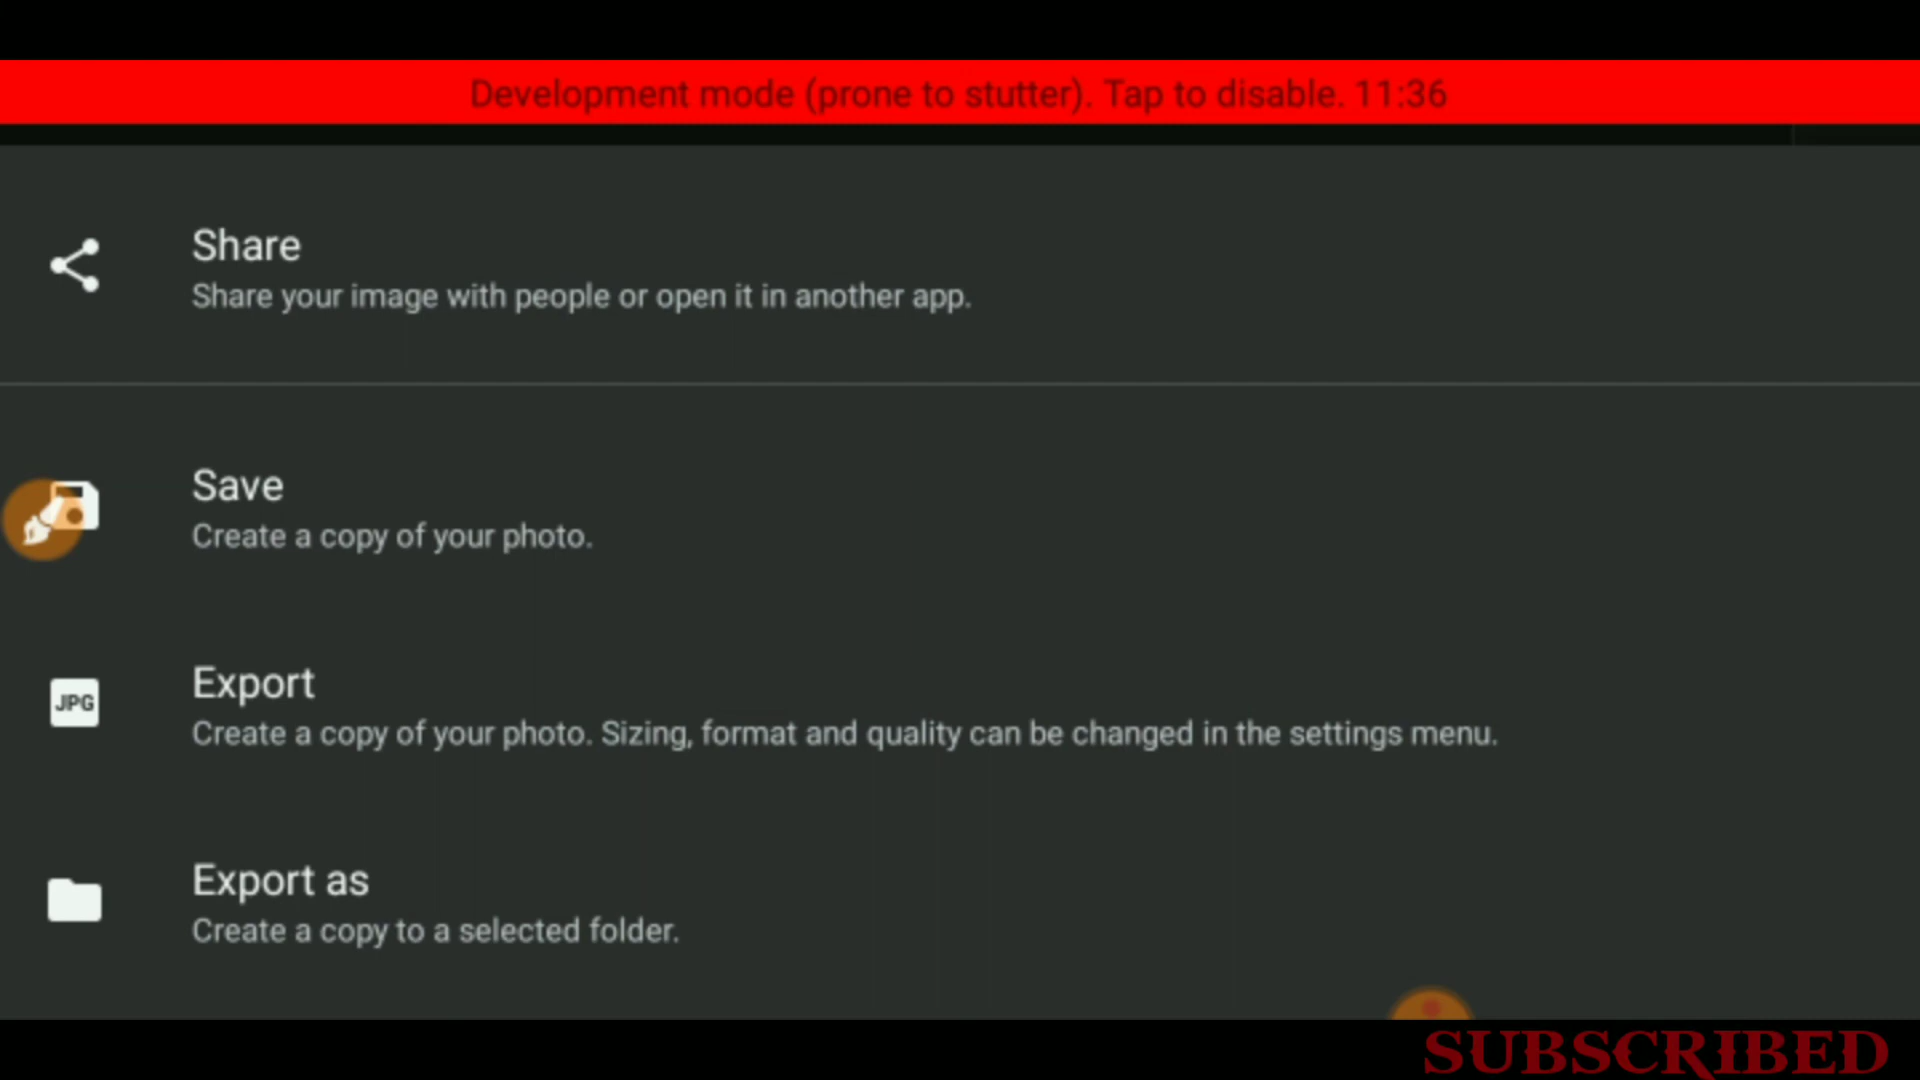 Development mode (prone to stutter). Tap to disable. 11:36
Share
Share your image with people or open it in another app.
Save
Create a copy of your photo.
JPG
Export
Create a copy of your photo. Sizing, format and quality can be changed in the settings menu.
Export as
Create a copy to a selected folder.
SUBSCRIBED